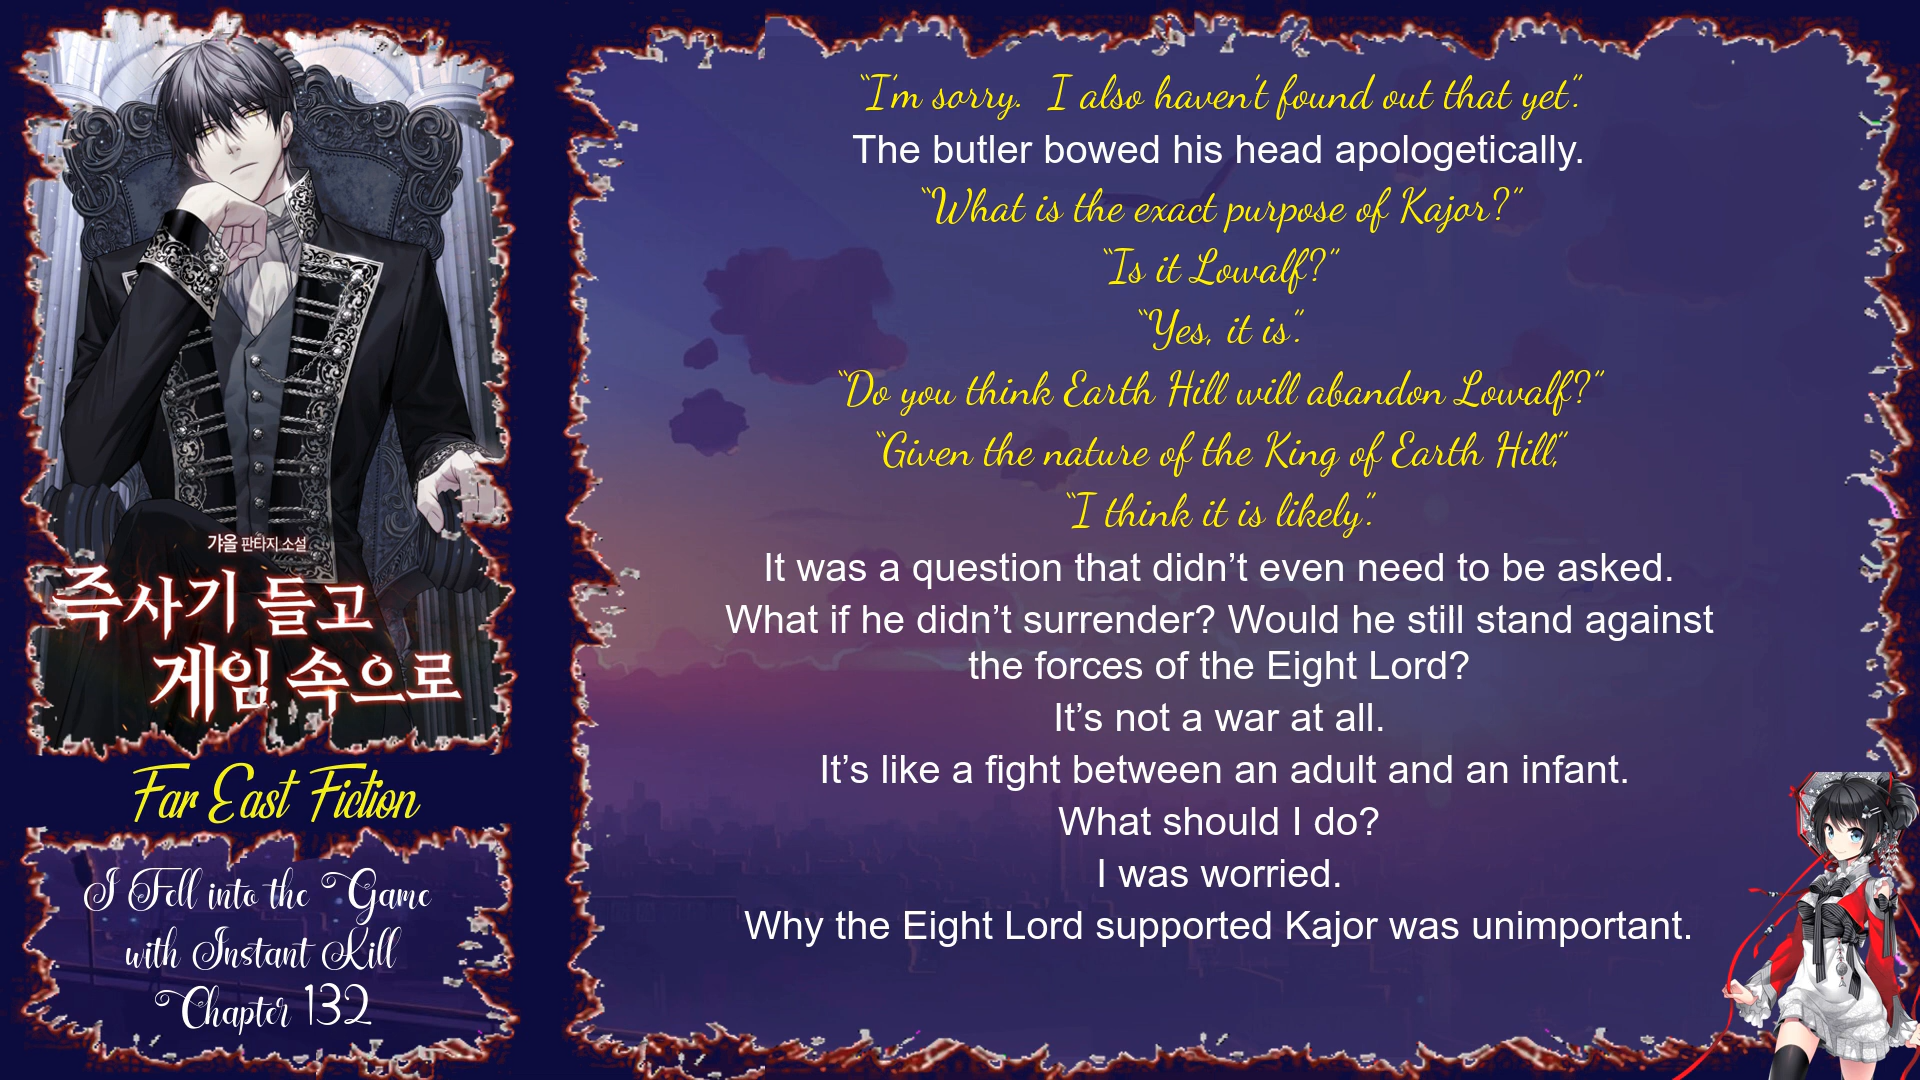 갸올 판타지 소설
즉사기 들고
게임 속으로
Far East Fiction
I Fell into the Game
with Instant Kill
Chapter 132
“I’m sorry. I also haven’t found out that yet”.
The butler bowed his head apologetically.
“What is the exact purpose of Kajor?”
“Is it Lowalf?”
“Yes, it is”.
“Do you think Earth Hill will abandon Lowalf?”
“Given the nature of the King of Earth Hill,”
“I think it is likely”.
It was a question that didn’t even need to be asked.
What if he didn’t surrender? Would he still stand against
the forces of the Eight Lord?
It’s not a war at all.
It’s like a fight between an adult and an infant.
What should I do?
I was worried.
Why the Eight Lord supported Kajor was unimportant.